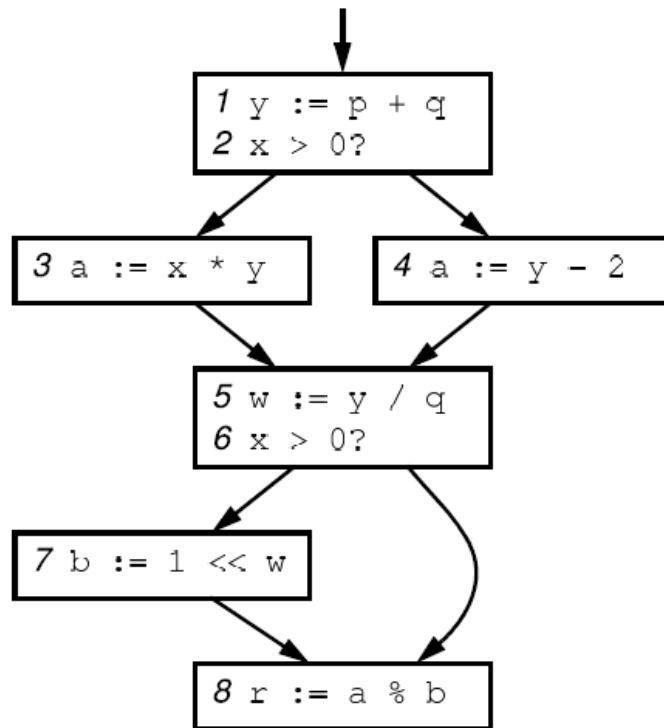 1 y := p + q
2 x > 0?
3 a := x * y
4 a := y - 2
5 w := y / q
6 x > 0?
7 b := 1 << w
8 r := a % b